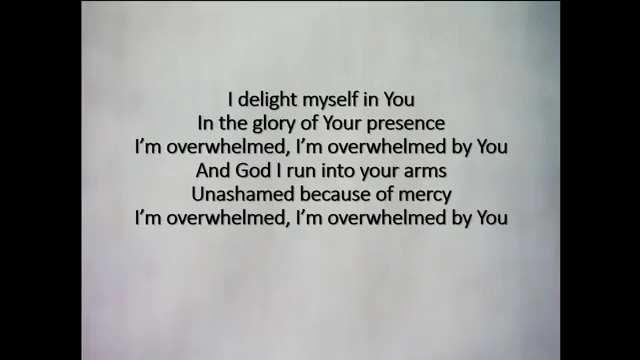 I delight myself in You
In the glory of Your presence
I'm overwhelmed, I'm overwhelmed by You
And God I run into your arms
Unashamed because of mercy
I'm overwhelmed, I'm overwhelmed by You